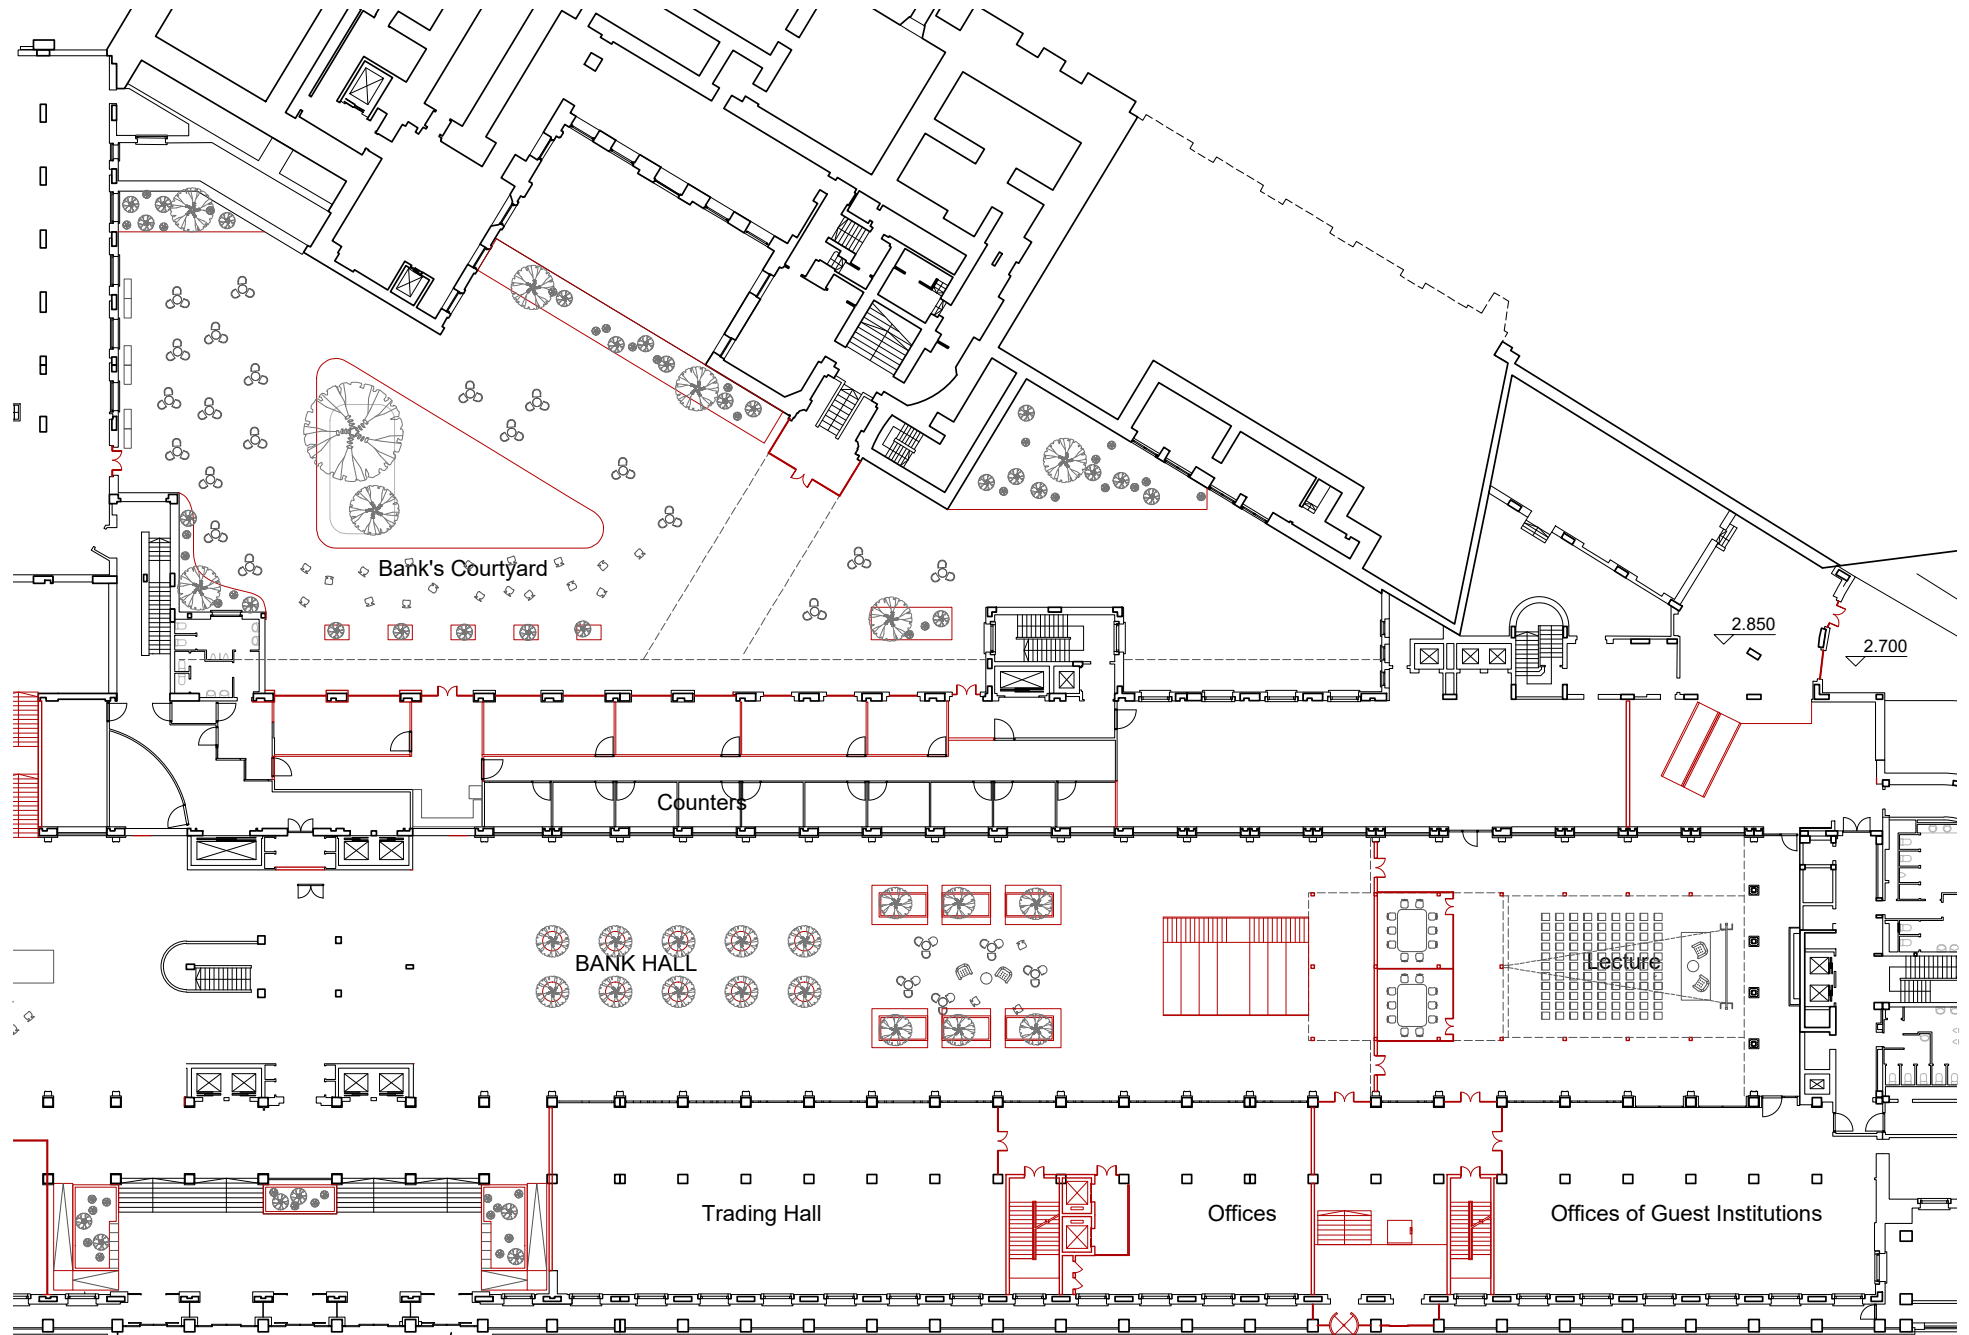 Bank's Courtyard
2.850
2.700
Counters
BANK HALL
Lecture
Trading Hall
Offices
Offices of Guest Institutions